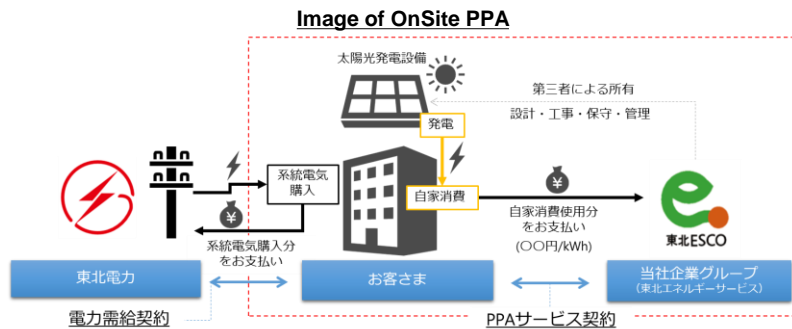 Image of OnSite PPA
太陽光発電設備
第三者による所有
設計・工事・保守・管理
発電
系統電気
購入
自家消費
¥
¥
系統電気購入分
をお支払い
自家消費使用分
をお支払い
(〇〇円/kWh)
東北ESCO
東北電力
お客さま
当社企業グループ
(東北エネルギーサービス)
電力需給契約
PPAサービス契約